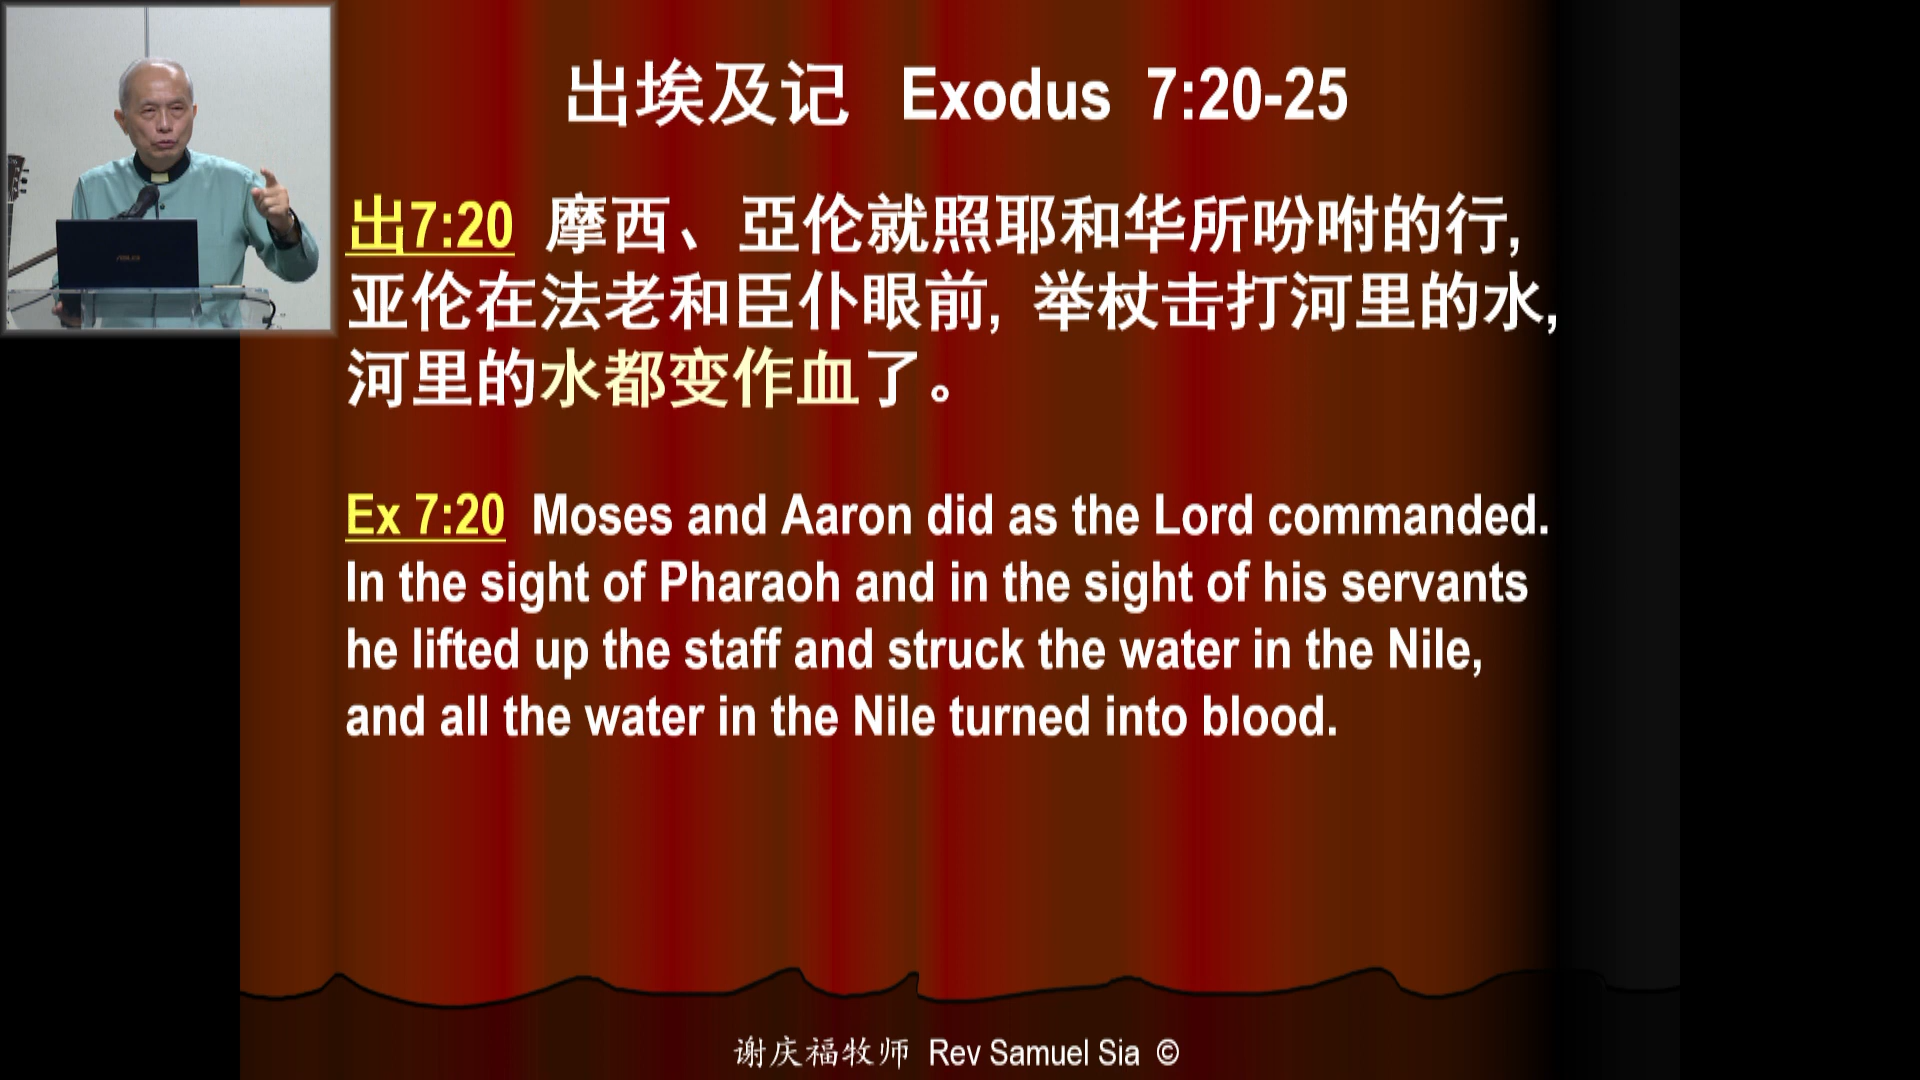 出埃及记 Exodus 7:20-25
出7:20 摩西、亞伦就照耶和华所吩咐的行,
亚伦在法老和臣仆眼前, 举杖击打河里的水,
河里的水都变作血了。
Ex 7:20 Moses and Aaron did as the Lord commanded.
In the sight of Pharaoh and in the sight of his servants
he lifted up the staff and struck the water in the Nile,
and all the water in the Nile turned into blood.
谢庆福牧师 Rev Samuel Sia ©
ASUS